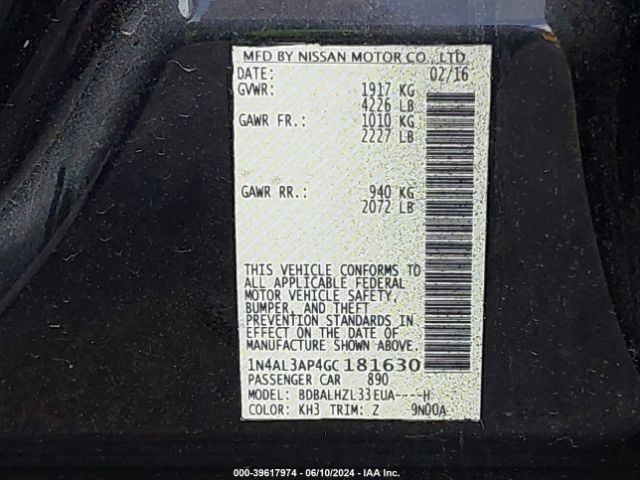 MFD BY NISSAN MOTOR CO., LTD
DATE: 02/16
GVWR: 1917 KG
4226 LB
GAWR FR.: 1010 KG
2227 LB
GAWR RR.: 940 KG
2072 LB
THIS VEHICLE CONFORMS TO
ALL APPLICABLE FEDERAL
MOTOR VEHICLE SAFETY,
BUMPER, AND THEFT
PREVENTION STANDARDS IN
EFFECT ON THE DATE OF
MANUFACTURE SHOWN ABOVE.
1N4AL3AP4GC181630
PASSENGER CAR 890
MODEL: BDBALHZL33EUA----H
COLOR: KH3 TRIM: Z 9N00A
000-39617974 / 06/10/2024 / IAA Inc.